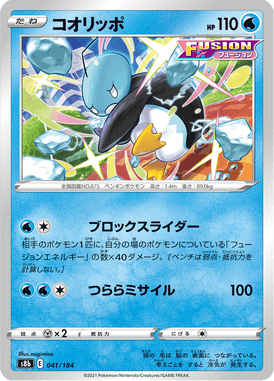 たね
コオリッポ
HP 110
FUSION
フュージョン
全国図鑑NO.875 ペンギンポケモン 高さ:1.4m 重さ:89.0kg
ブロックスライダー
相手のポケモン1匹に、自分の場のポケモンについている「フュー
ジョンエネルギー」の数×40ダメージ。[ベンチは弱点・抵抗力を
計算しない。]
つららミサイル 100
弱点 ×2 抵抗力 にげる
Illus. nagimiso
s8b E 041/184
頭の毛は
©2021 Pokémon/Nintendo/Creatures/GAME FREAK.